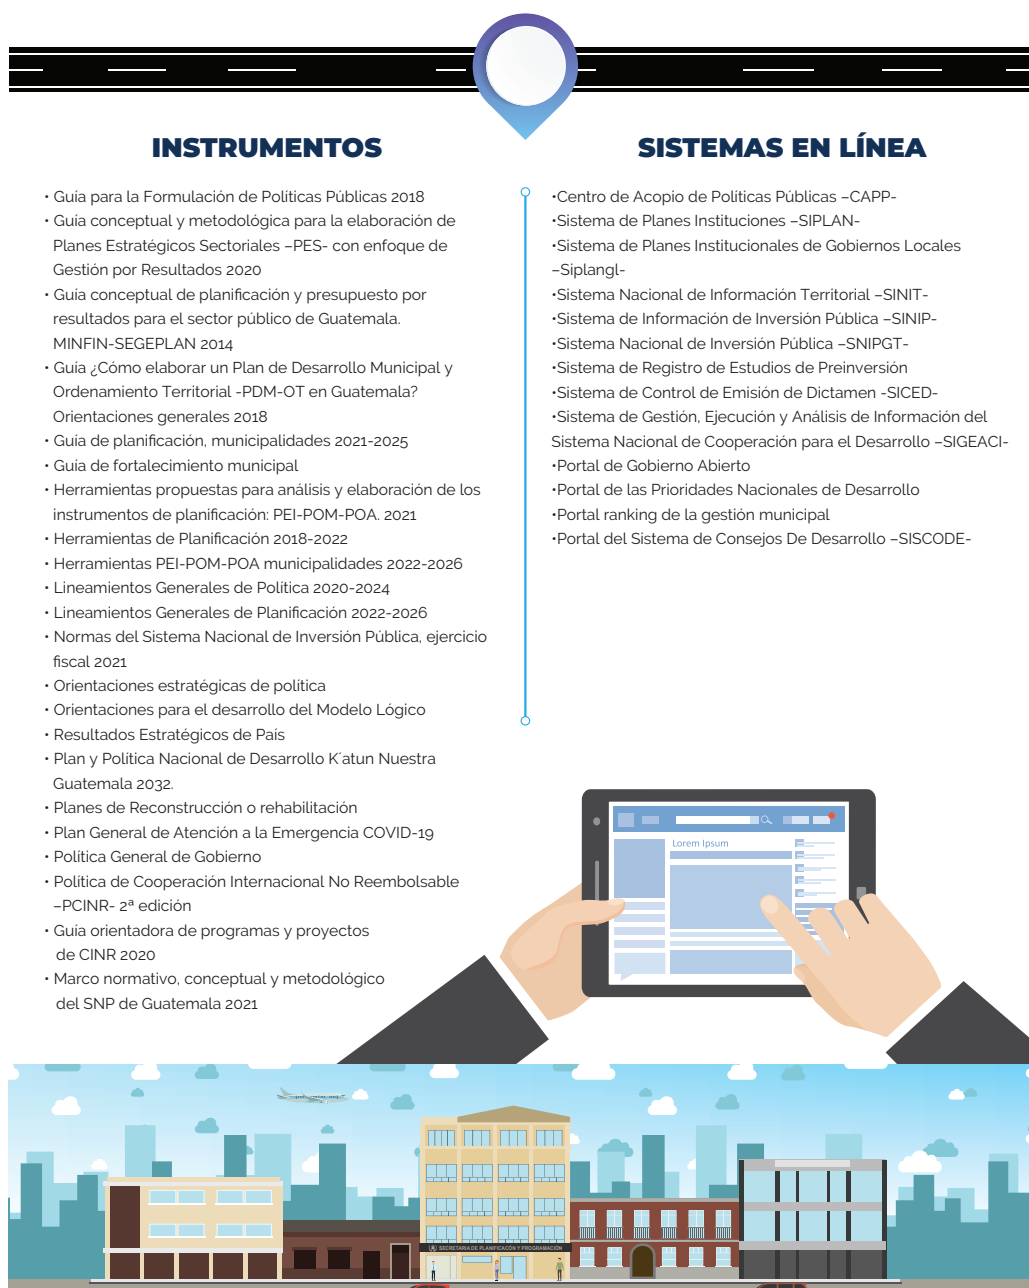 INSTRUMENTOS
• Guía para la Formulación de Políticas Públicas 2018
• Guía conceptual y metodológica para la elaboración de
Planes Estratégicos Sectoriales –PES- con enfoque de
Gestión por Resultados 2020
• Guía conceptual de planificación y presupuesto por
resultados para el sector público de Guatemala.
MINFIN-SEGEPLAN 2014
• Guía ¿Cómo elaborar un Plan de Desarrollo Municipal y
Ordenamiento Territorial -PDM-OT en Guatemala?
Orientaciones generales 2018
• Guía de planificación, municipalidades 2021-2025
• Guía de fortalecimiento municipal
• Herramientas propuestas para análisis y elaboración de los
instrumentos de planificación: PEI-POM-POA. 2021
• Herramientas de Planificación 2018-2022
• Herramientas PEI-POM-POA municipalidades 2022-2026
• Lineamientos Generales de Política 2020-2024
• Lineamientos Generales de Planificación 2022-2026
• Normas del Sistema Nacional de Inversión Pública, ejercicio
fiscal 2021
• Orientaciones estratégicas de política
• Orientaciones para el desarrollo del Modelo Lógico
• Resultados Estratégicos de País
• Plan y Política Nacional de Desarrollo K´atun Nuestra
Guatemala 2032.
• Planes de Reconstrucción o rehabilitación
• Plan General de Atención a la Emergencia COVID-19
• Política General de Gobierno
• Política de Cooperación Internacional No Reembolsable
–PCINR- 2ª edición
• Guía orientadora de programas y proyectos
de CINR 2020
• Marco normativo, conceptual y metodológico
del SNP de Guatemala 2021
SISTEMAS EN LÍNEA
•Centro de Acopio de Políticas Públicas –CAPP-
•Sistema de Planes Instituciones –SIPLAN-
•Sistema de Planes Institucionales de Gobiernos Locales
–Siplangl-
•Sistema Nacional de Información Territorial –SINIT-
•Sistema de Información de Inversión Pública –SINIP-
•Sistema Nacional de Inversión Pública –SNIPGT-
•Sistema de Registro de Estudios de Preinversión
•Sistema de Control de Emisión de Dictamen -SICED-
•Sistema de Gestión, Ejecución y Análisis de Información del
Sistema Nacional de Cooperación para el Desarrollo –SIGEACI-
•Portal de Gobierno Abierto
•Portal de las Prioridades Nacionales de Desarrollo
•Portal ranking de la gestión municipal
•Portal del Sistema de Consejos De Desarrollo –SISCODE-
Lorem Ipsum
SECRETARIA DE PLANIFICACÓN Y PROGRAMACIÓN